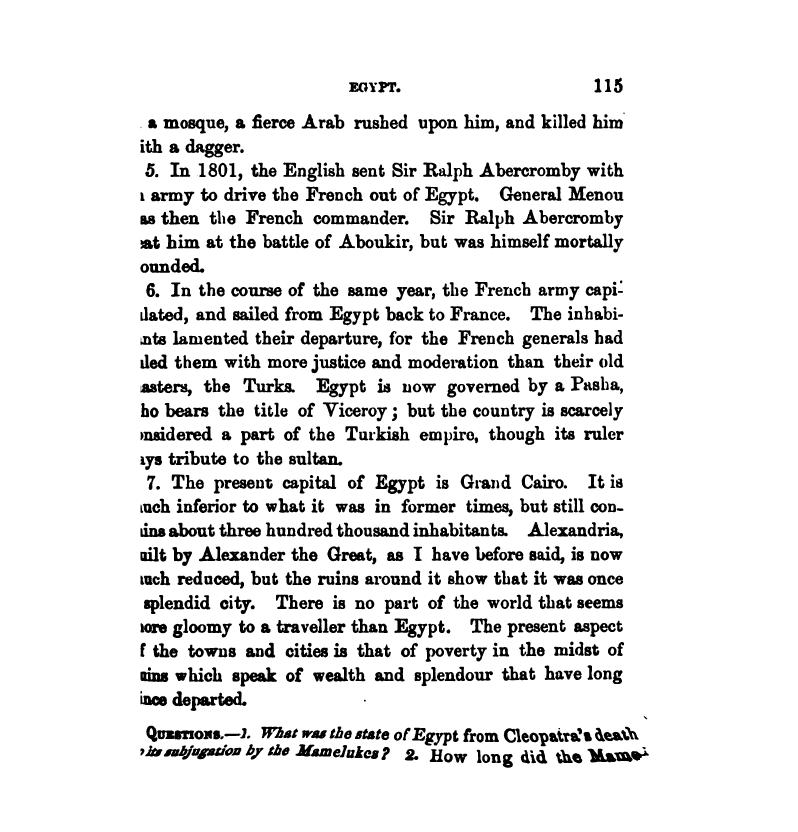 EGYPT. 115
a mosque, a fierce Arab rushed upon him, and killed him
ith a dagger.
5. In 1801, the English sent Sir Ralph Abercromby with
army to drive the French out of Egypt. General Menou
as then the French commander. Sir Ralph Abercromby
at him at the battle of Aboukir, but was himself mortally
ounded.
6. In the course of the same year, the French army capi-
lated, and sailed from Egypt back to France. The inhabi-
nts lamented their departure, for the French generals had
led them with more justice and moderation than their old
asters, the Turks. Egypt is now governed by a Pasha,
ho bears the title of Viceroy; but the country is scarcely
nsidered a part of the Turkish empire, though its ruler
ys tribute to the sultan.
7. The present capital of Egypt is Grand Cairo. It is
uch inferior to what it was in former times, but still con-
ins about three hundred thousand inhabitants. Alexandria,
uilt by Alexander the Great, as I have before said, is now
uch reduced, but the ruins around it show that it was once
splendid city. There is no part of the world that seems
ore gloomy to a traveller than Egypt. The present aspect
f the towns and cities is that of poverty in the midst of
uins which speak of wealth and splendour that have long
ince departed.
QUESTIONS.—1. What was the state of Egypt from Cleopatra's death
its subjugation by the Mamelukes? 2. How long did the Mame-